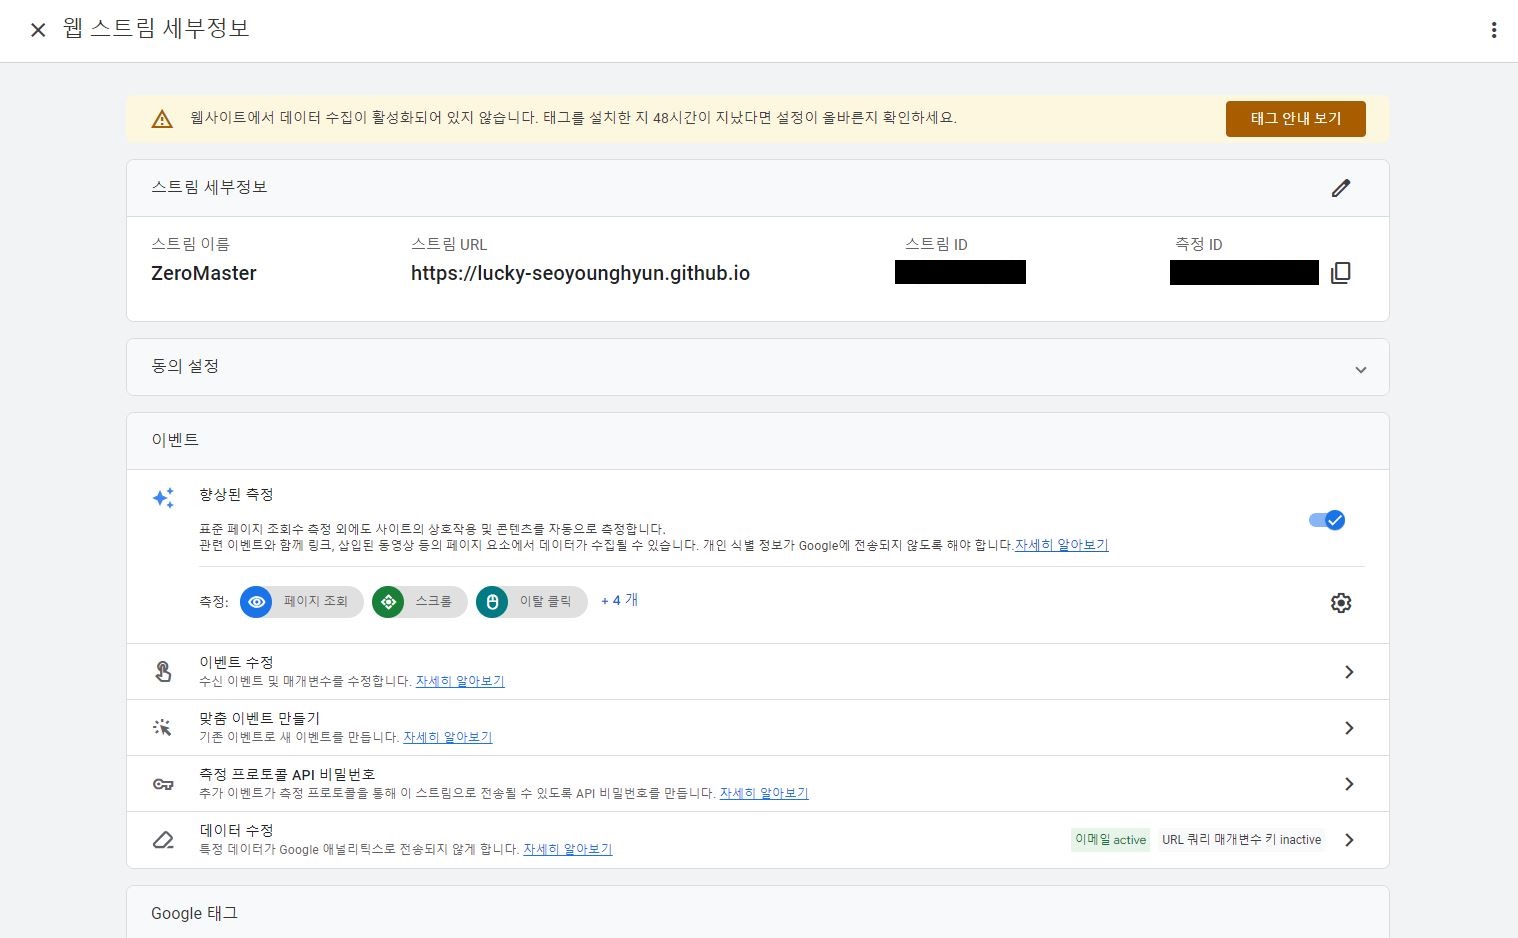 웹 스트림 세부정보
웹사이트에서 데이터 수집이 활성화되어 있지 않습니다. 태그를 설치한 지 48시간이 지났다면 설정이 올바른지 확인하세요.
태그 안내 보기
스트림 세부정보
스트림 이름
ZeroMaster
스트림 URL
https://lucky-seoyounghyun.github.io
스트림 ID
측정 ID
동의 설정
이벤트
향상된 측정
표준 페이지 조회수 측정 외에도 사이트의 상호작용 및 콘텐츠를 자동으로 측정합니다.
관련 이벤트와 함께 링크, 삽입된 동영상 등의 페이지 요소에서 데이터가 수집될 수 있습니다. 개인 식별 정보가 Google에 전송되지 않도록 해야 합니다.자세히 알아보기
측정: 페이지 조회 스크롤 이탈 클릭 + 4 개
이벤트 수정
수신 이벤트 및 매개변수를 수정합니다. 자세히 알아보기
맞춤 이벤트 만들기
기존 이벤트로 새 이벤트를 만듭니다. 자세히 알아보기
측정 프로토콜 API 비밀번호
추가 이벤트가 측정 프로토콜을 통해 이 스트림으로 전송될 수 있도록 API 비밀번호를 만듭니다. 자세히 알아보기
데이터 수정
특정 데이터가 Google 애널리틱스로 전송되지 않게 합니다. 자세히 알아보기
이메일 active URL 쿼리 매개변수 키 inactive
Google 태그